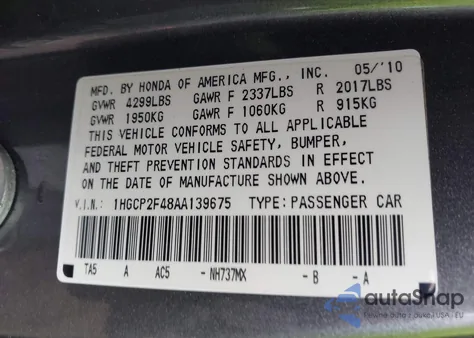 MFD. BY HONDA OF AMERICA MFG., INC. 05/'10
GVWR 4299LBS GAWR F 2337LBS R 2017LBS
GVWR 1950KG GAWR F 1060KG R 915KG
THIS VEHICLE CONFORMS TO ALL APPLICABLE
FEDERAL MOTOR VEHICLE SAFETY, BUMPER,
AND THEFT PREVENTION STANDARDS IN EFFECT
ON THE DATE OF MANUFACTURE SHOWN ABOVE.
V.I.N.: 1HGCP2F48AA139675 TYPE: PASSENGER CAR
TA5 A AC5 -NH737MX -B -A
autoSnap